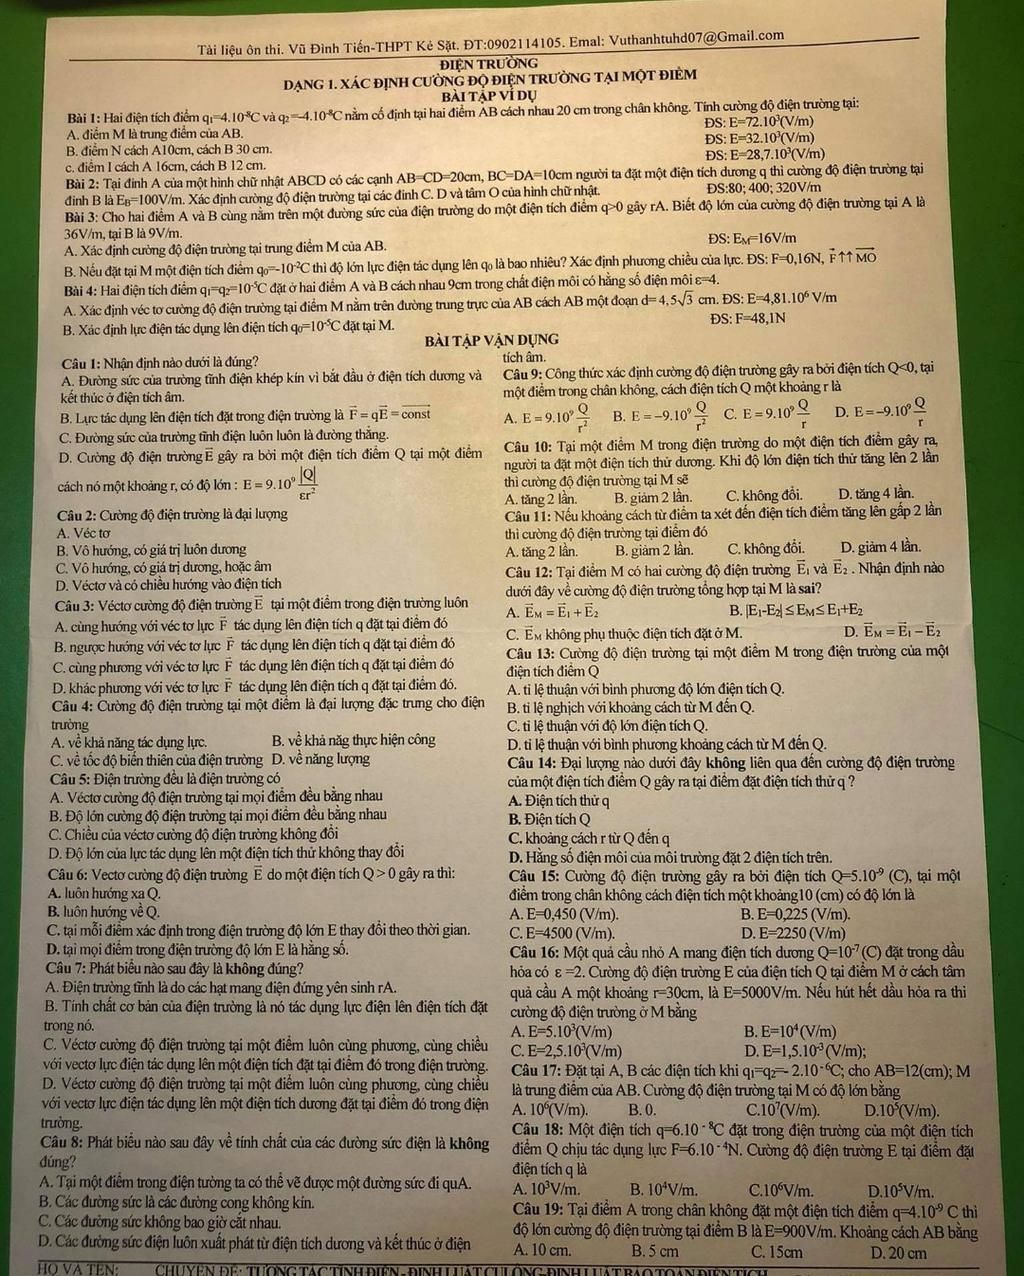 Tài liệu ôn thi. Vũ Đình Tiến-THPT Kẻ Sặt. ĐT:0902114105. Emal: Vuthanhtuhd07@Gmail.com
ĐIỆN TRƯỜNG
DẠNG 1. XÁC ĐỊNH CƯỜNG ĐỘ ĐIỆN TRƯỜNG TẠI MỘT ĐIỂM
BÀI TẬP VÍ DỤ
Bài 1: Hai điện tích điểm q₁=4.10⁻⁸C và q₂=-4.10⁻⁸C nằm cố định tại hai điểm AB cách nhau 20 cm trong chân không. Tính cường độ điện trường tại:
A. điểm M là trung điểm của AB. ĐS: E=72.10³(V/m)
B. điểm N cách A10cm, cách B 30 cm. ĐS: E=32.10³(V/m)
c. điểm I cách A 16cm, cách B 12 cm. ĐS: E=28,7.10³(V/m)
Bài 2: Tại đỉnh A của một hình chữ nhật ABCD có các cạnh AB=CD=20cm, BC=DA=10cm người ta đặt một điện tích dương q thì cường độ điện trường tại
đỉnh B là E_B=100V/m. Xác định cường độ điện trường tại các đỉnh C. D và tâm O của hình chữ nhật. ĐS:80; 400; 320V/m
Bài 3: Cho hai điểm A và B cùng nằm trên một đường sức của điện trường do một điện tích điểm q>0 gây rA. Biết độ lớn của cường độ điện trường tại A là
36V/m, tại B là 9V/m.
A. Xác định cường độ điện trường tại trung điểm M của AB. ĐS: E_M=16V/m
B. Nếu đặt tại M một điện tích điểm q₀=-10⁻²C thì độ lớn lực điện tác dụng lên q₀ là bao nhiêu? Xác định phương chiều của lực. ĐS: F=0,16N, F⃗↑↑MO⃗
Bài 4: Hai điện tích điểm q₁=q₂=10⁻⁵C đặt ở hai điểm A và B cách nhau 9cm trong chất điện môi có hằng số điện môi ε=4.
A. Xác định véc tơ cường độ điện trường tại điểm M nằm trên đường trung trực của AB cách AB một đoạn d= 4,5√3 cm. ĐS: E=4,81.10⁶ V/m
B. Xác định lực điện tác dụng lên điện tích q₀=10⁻⁵C đặt tại M. ĐS: F=48,1N
BÀI TẬP VẬN DỤNG
Câu 1: Nhận định nào dưới là đúng?
A. Đường sức của trường tĩnh điện khép kín vì bắt đầu ở điện tích dương và
kết thúc ở điện tích âm.
B. Lực tác dụng lên điện tích đặt trong điện trường là F⃗ = qE⃗ = const⃗
C. Đường sức của trường tĩnh điện luôn luôn là đường thẳng.
D. Cường độ điện trường E⃗ gây ra bởi một điện tích điểm Q tại một điểm
cách nó một khoảng r, có độ lớn : E = 9.10⁹ |Q|/εr²
Câu 2: Cường độ điện trường là đại lượng
A. Véc tơ
B. Vô hướng, có giá trị luôn dương
C. Vô hướng, có giá trị dương, hoặc âm
D. Véctơ và có chiều hướng vào điện tích
Câu 3: Véctơ cường độ điện trường E⃗ tại một điểm trong điện trường luôn
A. cùng hướng với véc tơ lực F⃗ tác dụng lên điện tích q đặt tại điểm đó
B. ngược hướng với véc tơ lực F⃗ tác dụng lên điện tích q đặt tại điểm đó
C. cùng phương với véc tơ lực F⃗ tác dụng lên điện tích q đặt tại điểm đó
D. khác phương với véc tơ lực F⃗ tác dụng lên điện tích q đặt tại điểm đó.
Câu 4: Cường độ điện trường tại một điểm là đại lượng đặc trưng cho điện
trường
A. về khả năng tác dụng lực. B. về khả năg thực hiện công
C. về tốc độ biến thiên của điện trường D. về năng lượng
Câu 5: Điện trường đều là điện trường có
A. Véctơ cường độ điện trường tại mọi điểm đều bằng nhau
B. Độ lớn cường độ điện trường tại mọi điểm đều bằng nhau
C. Chiều của véctơ cường độ điện trường không đổi
D. Độ lớn của lực tác dụng lên một điện tích thử không thay đổi
Câu 6: Vectơ cường độ điện trường E⃗ do một điện tích Q > 0 gây ra thì:
A. luôn hướng xa Q.
B. luôn hướng về Q.
C. tại mỗi điểm xác định trong điện trường độ lớn E thay đổi theo thời gian.
D. tại mọi điểm trong điện trường độ lớn E là hằng số.
Câu 7: Phát biểu nào sau đây là không đúng?
A. Điện trường tĩnh là do các hạt mang điện đứng yên sinh rA.
B. Tính chất cơ bản của điện trường là nó tác dụng lực điện lên điện tích đặt
trong nó.
C. Véctơ cường độ điện trường tại một điểm luôn cùng phương, cùng chiều
với vectơ lực điện tác dụng lên một điện tích đặt tại điểm đó trong điện trường.
D. Véctơ cường độ điện trường tại một điểm luôn cùng phương, cùng chiều
với vectơ lực điện tác dụng lên một điện tích dương đặt tại điểm đó trong điện
trường.
Câu 8: Phát biểu nào sau đây về tính chất của các đường sức điện là không
đúng?
A. Tại một điểm trong điện tường ta có thể vẽ được một đường sức đi quA.
B. Các đường sức là các đường cong không kín.
C. Các đường sức không bao giờ cắt nhau.
D. Các đường sức điện luôn xuất phát từ điện tích dương và kết thúc ở điện
tích âm.
Câu 9: Công thức xác định cường độ điện trường gây ra bởi điện tích Q<0, tại
một điểm trong chân không, cách điện tích Q một khoảng r là
A. E = 9.10⁹ Q/r² B. E = -9.10⁹ Q/r² C. E = 9.10⁹ Q/r D. E = -9.10⁹ Q/r
Câu 10: Tại một điểm M trong điện trường do một điện tích điểm gây ra,
người ta đặt một điện tích thử dương. Khi độ lớn điện tích thử tăng lên 2 lần
thì cường độ điện trường tại M sẽ
A. tăng 2 lần. B. giảm 2 lần. C. không đổi. D. tăng 4 lần.
Câu 11: Nếu khoảng cách từ điểm ta xét đến điện tích điểm tăng lên gấp 2 lần
thì cường độ điện trường tại điểm đó
A. tăng 2 lần. B. giảm 2 lần. C. không đổi. D. giảm 4 lần.
Câu 12: Tại điểm M có hai cường độ điện trường E⃗₁ và E⃗₂ . Nhận định nào
dưới đây về cường độ điện trường tổng hợp tại M là sai?
A. E⃗_M = E⃗₁ + E⃗₂ B. |E₁-E₂| ≤ E_M ≤ E₁+E₂
C. E⃗_M không phụ thuộc điện tích đặt ở M. D. E⃗_M = E⃗₁ − E⃗₂
Câu 13: Cường độ điện trường tại một điểm M trong điện trường của một
điện tích điểm Q
A. tỉ lệ thuận với bình phương độ lớn điện tích Q.
B. tỉ lệ nghịch với khoảng cách từ M đến Q.
C. tỉ lệ thuận với độ lớn điện tích Q.
D. tỉ lệ thuận với bình phương khoảng cách từ M đến Q.
Câu 14: Đại lượng nào dưới đây không liên qua đến cường độ điện trường
của một điện tích điểm Q gây ra tại điểm đặt điện tích thử q ?
A. Điện tích thử q
B. Điện tích Q
C. khoảng cách r từ Q đến q
D. Hằng số điện môi của môi trường đặt 2 điện tích trên.
Câu 15: Cường độ điện trường gây ra bởi điện tích Q=5.10⁻⁹ (C), tại một
điểm trong chân không cách điện tích một khoảng10 (cm) có độ lớn là
A. E=0,450 (V/m). B. E=0,225 (V/m).
C. E=4500 (V/m). D. E=2250 (V/m)
Câu 16: Một quả cầu nhỏ A mang điện tích dương Q=10⁻⁷ (C) đặt trong dầu
hỏa có ε =2. Cường độ điện trường E của điện tích Q tại điểm M ở cách tâm
quả cầu A một khoảng r=30cm, là E=5000V/m. Nếu hút hết dầu hỏa ra thì
cường độ điện trường ở M bằng
A. E=5.10³(V/m) B. E=10⁴(V/m)
C. E=2,5.10³(V/m) D. E=1,5.10⁻³ (V/m);
Câu 17: Đặt tại A, B các điện tích khi q₁=q₂=- 2.10⁻⁶C; cho AB=12(cm); M
là trung điểm của AB. Cường độ điện trường tại M có độ lớn bằng
A. 10⁶(V/m). B. 0. C.10⁷(V/m). D.10⁵(V/m).
Câu 18: Một điện tích q=6.10⁻⁸C đặt trong điện trường của một điện tích
điểm Q chịu tác dụng lực F=6.10⁻⁴N. Cường độ điện trường E tại điểm đặt
điện tích q là
A. 10³V/m. B. 10⁴V/m. C.10⁶V/m. D.10⁵V/m.
Câu 19: Tại điểm A trong chân không đặt một điện tích điểm q=4.10⁻⁹ C thì
độ lớn cường độ điện trường tại điểm B là E=900V/m. Khoảng cách AB bằng
A. 10 cm. B. 5 cm C. 15cm D. 20 cm
HỌ VÀ TÊN: CHUYÊN ĐỀ: TƯƠNG TÁC TĨNH ĐIỆN - ĐỊNH LUẬT CU LÔNG-ĐỊNH LUẬT BẢO TOÀN ĐIỆN TÍCH